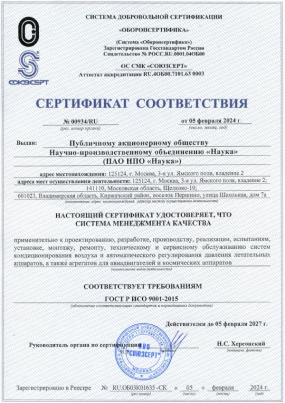 СИСТЕМА ДОБРОВОЛЬНОЙ СЕРТИФИКАЦИИ
«ОБОРОНСЕРТИФИКА»
(Система «Оборонсертифика»)
Зарегистрирована Госстандартом России
Свидетельство № РОСС.RU.0001.04ОБ00
ОС СМК «СОЮЗСЕРТ»
Аттестат аккредитации RU.4ОБ00.7101.63 0003
СОЮЗСЕРТ
СЕРТИФИКАТ СООТВЕТСТВИЯ
№ 00934/RU
от 05 февраля 2024 г.
(число, месяц, год)
Выдан:
Публичному акционерному обществу
Научно-производственному объединению «Наука»
(ПАО НПО «Наука»)
адрес местонахождения: 125124, г. Москва, 3-я ул. Ямского поля, владение 2
адреса мест осуществления деятельности: 125124, г. Москва, 3-я ул. Ямского поля, владение 2;
141110, Московская область, Щелково-10;
601021, Владимирская область, Киржачский район, поселок Першино, улица Школьная, дом 7а
НАСТОЯЩИЙ СЕРТИФИКАТ УДОСТОВЕРЯЕТ, ЧТО
СИСТЕМА МЕНЕДЖМЕНТА КАЧЕСТВА
применительно к проектированию, разработке, производству, реализации, испытаниям,
установке, монтажу, ремонту, техническому и сервисному обслуживанию систем
кондиционирования воздуха и автоматического регулирования давления летательных
аппаратов, а также агрегатов для авиадвигателей и космических аппаратов
СООТВЕТСТВУЕТ ТРЕБОВАНИЯМ
ГОСТ Р ИСО 9001-2015
Действителен до 05 февраля 2027 г.
Руководитель органа по сертификации
Н.С. Херсонский
«СОЮЗСЕРТ»
Зарегистрировано в Реестре № RU.ОБ03031635 -СК « 05 » февраля 2024 г.